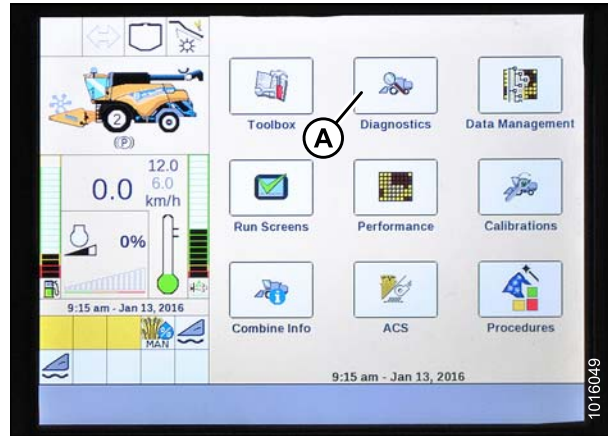 Toolbox
Diagnostics
Data Management
A
2
(P)
12.0
0.0
6.0
km/h
0%
Run Screens
Performance
Calibrations
9:15 am - Jan 13, 2016
%
MAN
Combine Info
ACS
Procedures
9:15 am - Jan 13, 2016
1016049